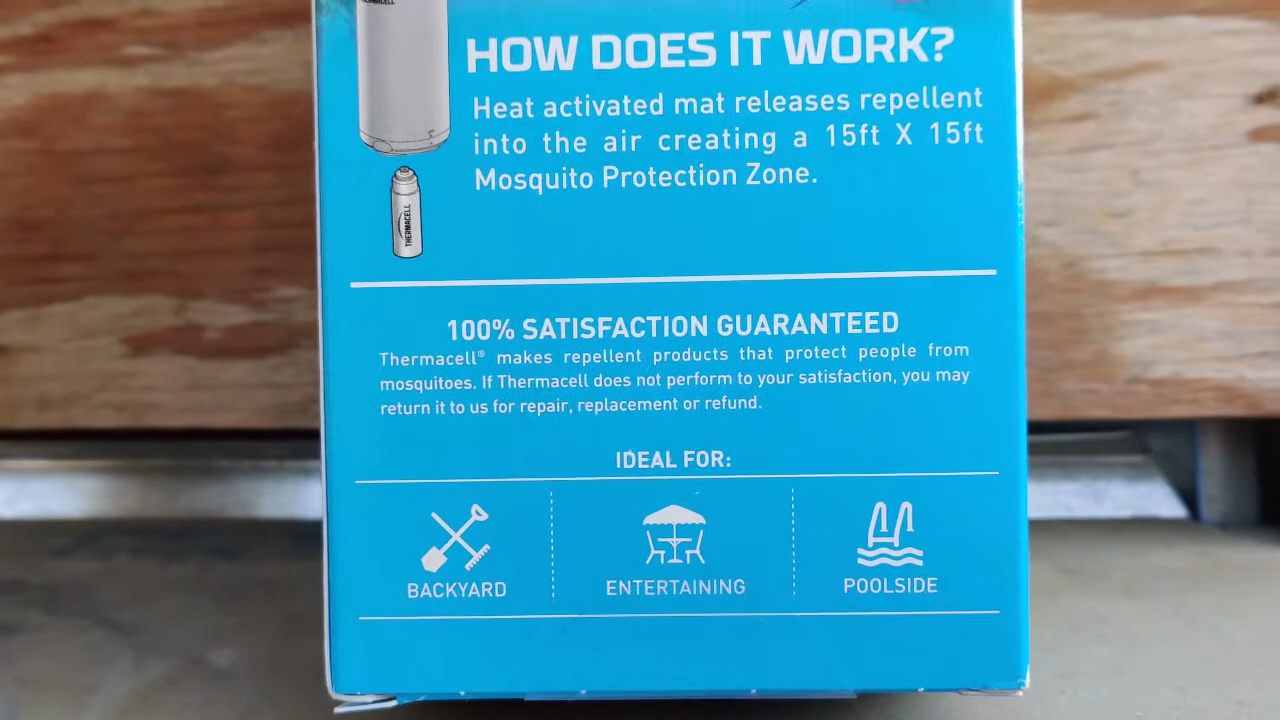 HOW DOES IT WORK?
Heat activated mat releases repellent
into the air creating a 15ft X 15ft
Mosquito Protection Zone.
THERMACELL
100% SATISFACTION GUARANTEED
Thermacell® makes repellent products that protect people from
mosquitoes. If Thermacell does not perform to your satisfaction, you may
return it to us for repair, replacement or refund.
IDEAL FOR:
BACKYARD
ENTERTAINING
POOLSIDE